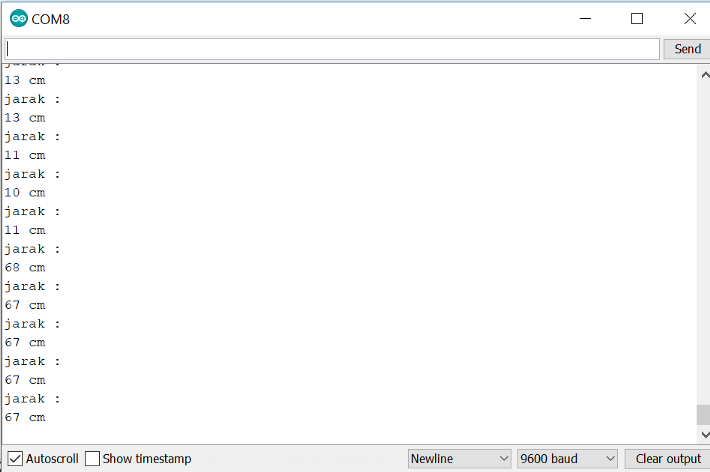 COM8
Send
jarak :
13 cm
jarak :
13 cm
jarak :
11 cm
jarak :
10 cm
jarak :
11 cm
jarak :
68 cm
jarak :
67 cm
jarak :
67 cm
jarak :
67 cm
jarak :
67 cm
Autoscroll Show timestamp Newline 9600 baud Clear output